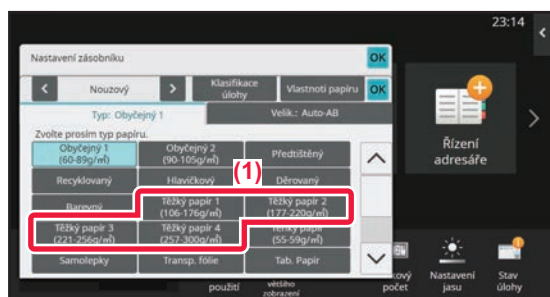 23:14
Nastavení zásobníku
OK
Nouzový
Klasifikace
úlohy
Vlastnoti papíru
OK
Typ: Obyčejný 1
Velik.: Auto-AB
Zvolte prosím typ papíru.
Obyčejný 1
(60-89g/㎡)
Obyčejný 2
(90-105g/㎡)
Předtištěný
Recyklovaný
Hlavičkový
(1)
Děrovaný
Barevný
Těžký papír 1
(106-176g/㎡)
Těžký papír 2
(177-220g/㎡)
Těžký papír 3
(221-256g/㎡)
Těžký papír 4
(257-300g/㎡)
Tenký papír
(55-59g/㎡)
Samolepky
Transp. fólie
Tab. Papír
Řízení
adresáře
použití
většího
zobrazení
počet
Nastavení
jasu
Stav
úlohy